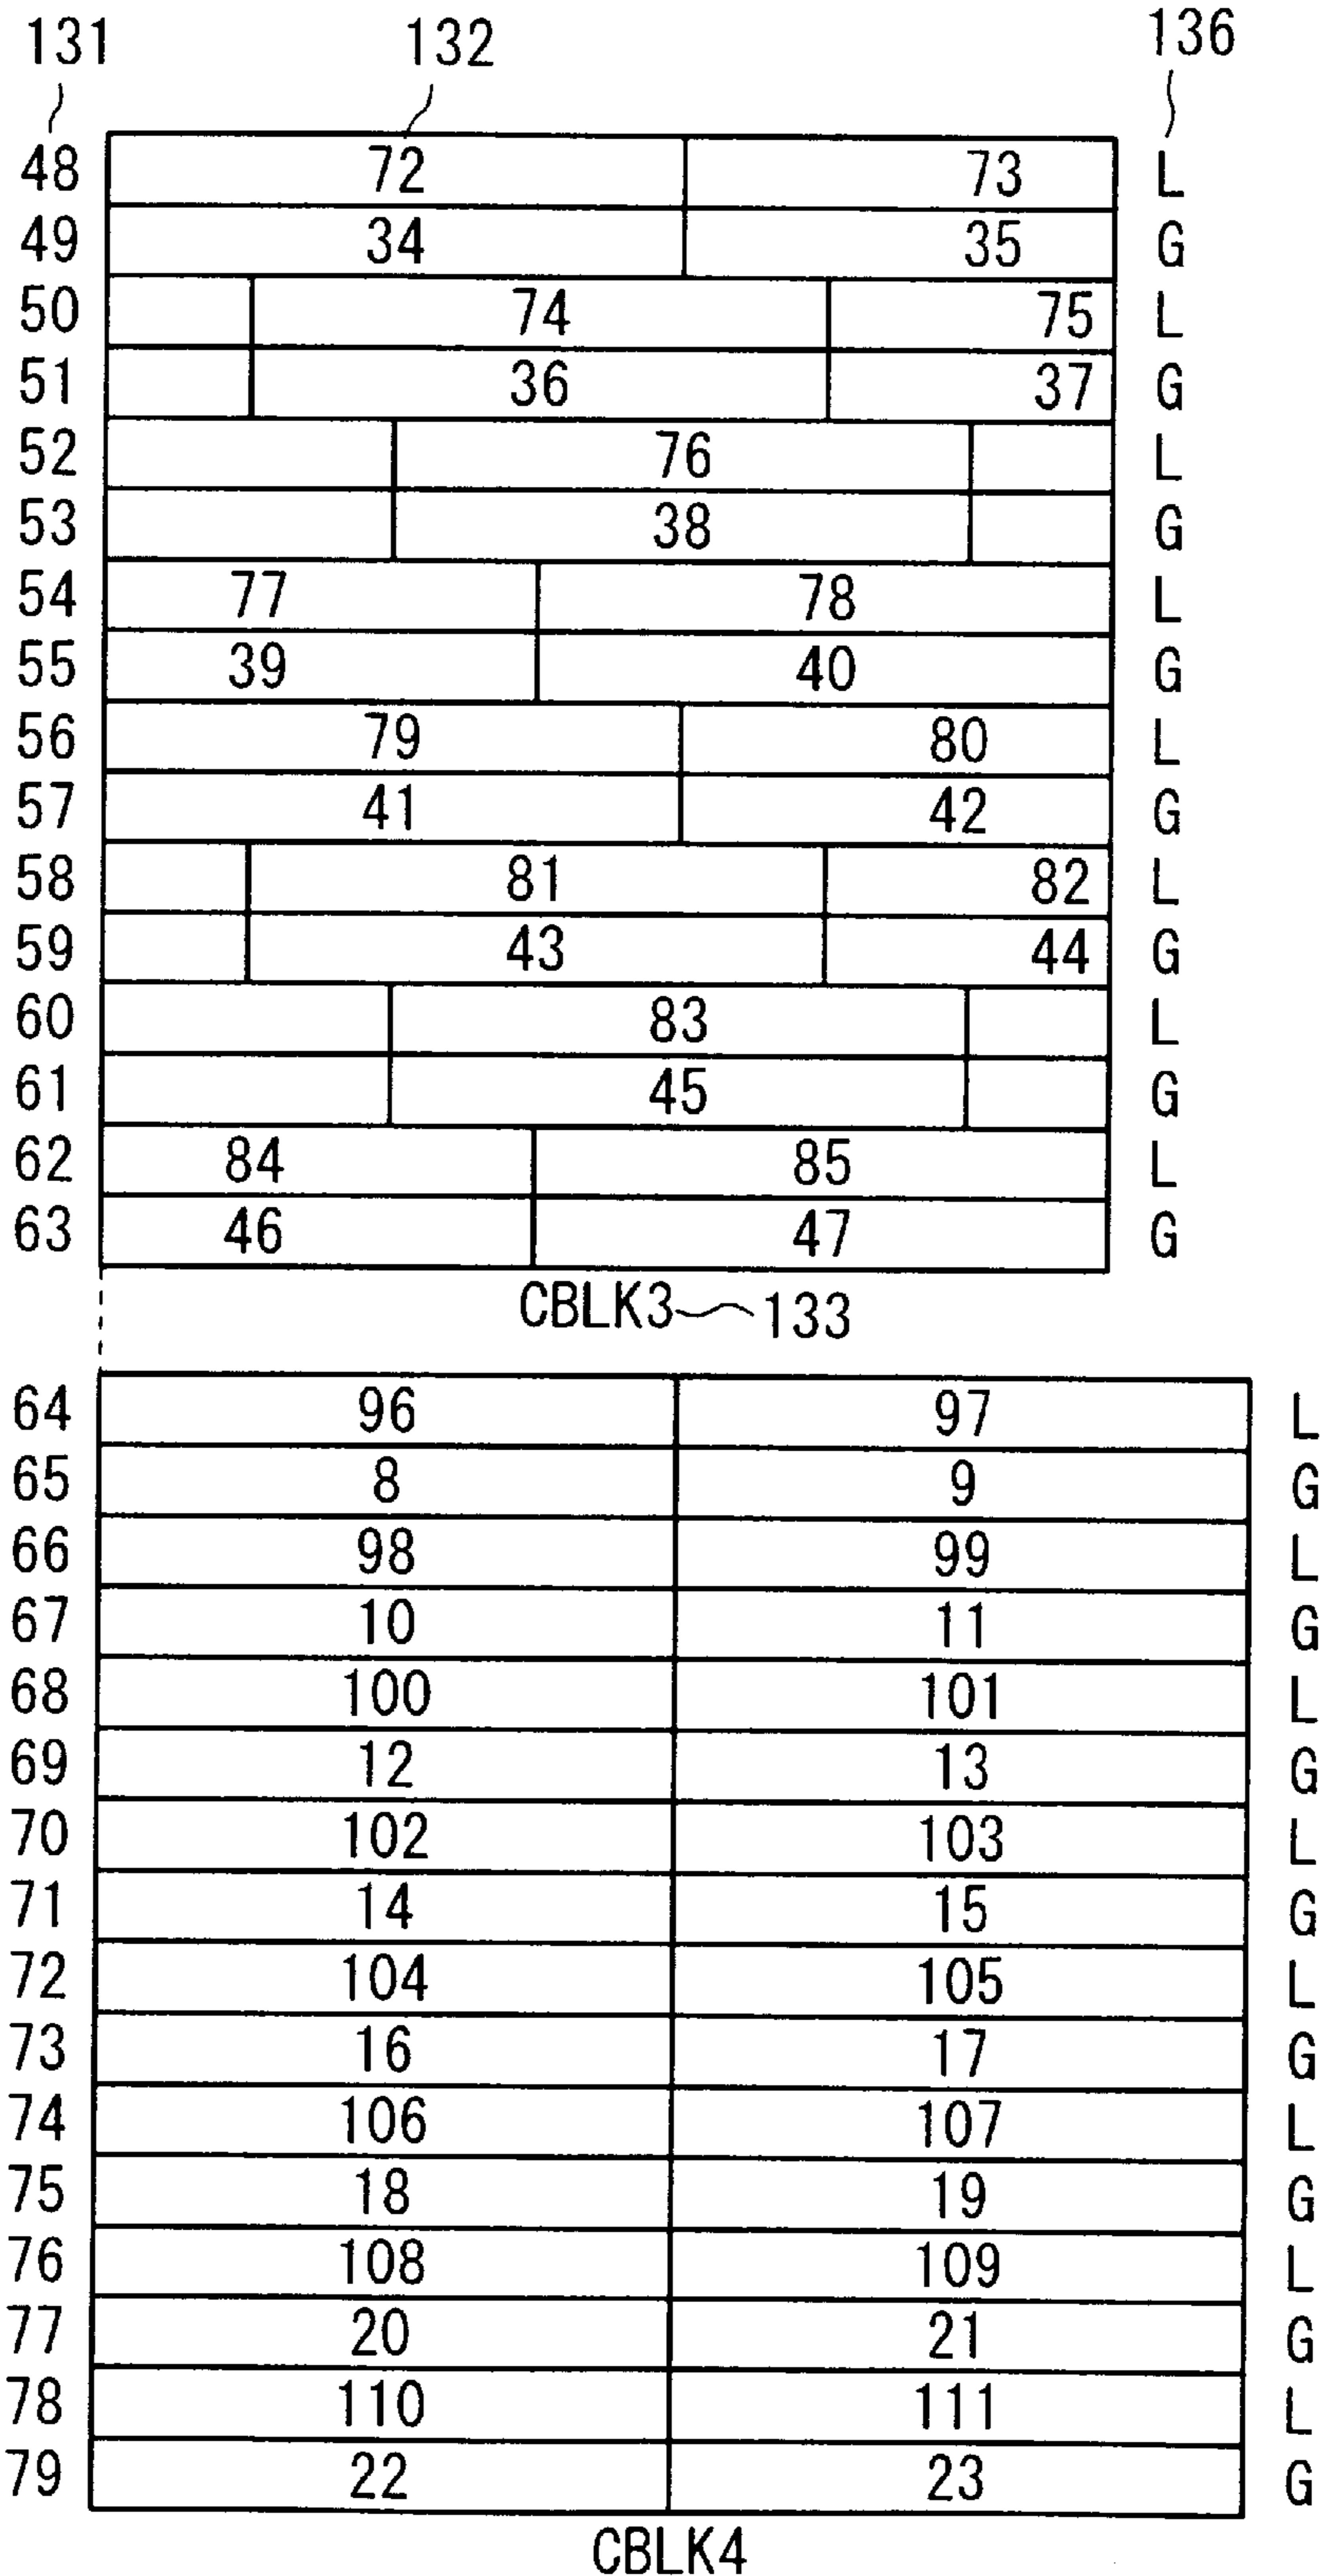 131 132 136
48 72 73 L
49 34 35 G
50 74 75 L
51 36 37 G
52 76 L
53 38 G
54 77 78 L
55 39 40 G
56 79 80 L
57 41 42 G
58 81 82 L
59 43 44 G
60 83 L
61 45 G
62 84 85 L
63 46 47 G
CBLK3 133
64 96 97 L
65 8 9 G
66 98 99 L
67 10 11 G
68 100 101 L
69 12 13 G
70 102 103 L
71 14 15 G
72 104 105 L
73 16 17 G
74 106 107 L
75 18 19 G
76 108 109 L
77 20 21 G
78 110 111 L
79 22 23 G
CBLK4